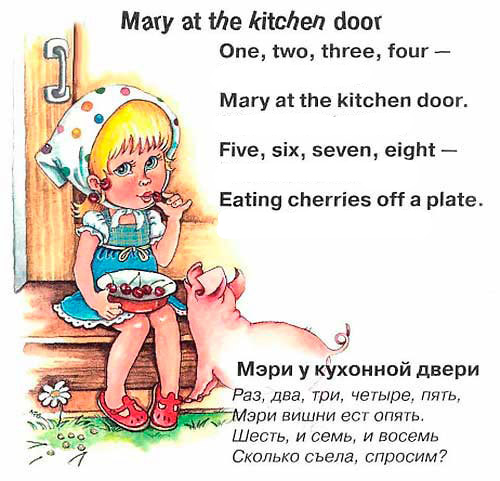 Mary at the kitchen door
One, two, three, four —
Mary at the kitchen door.
Five, six, seven, eight —
Eating cherries off a plate.
Мэри у кухонной двери
Раз, два, три, четыре, пять,
Мэри вишни ест опять.
Шесть, и семь, и восемь
Сколько съела, спросим?